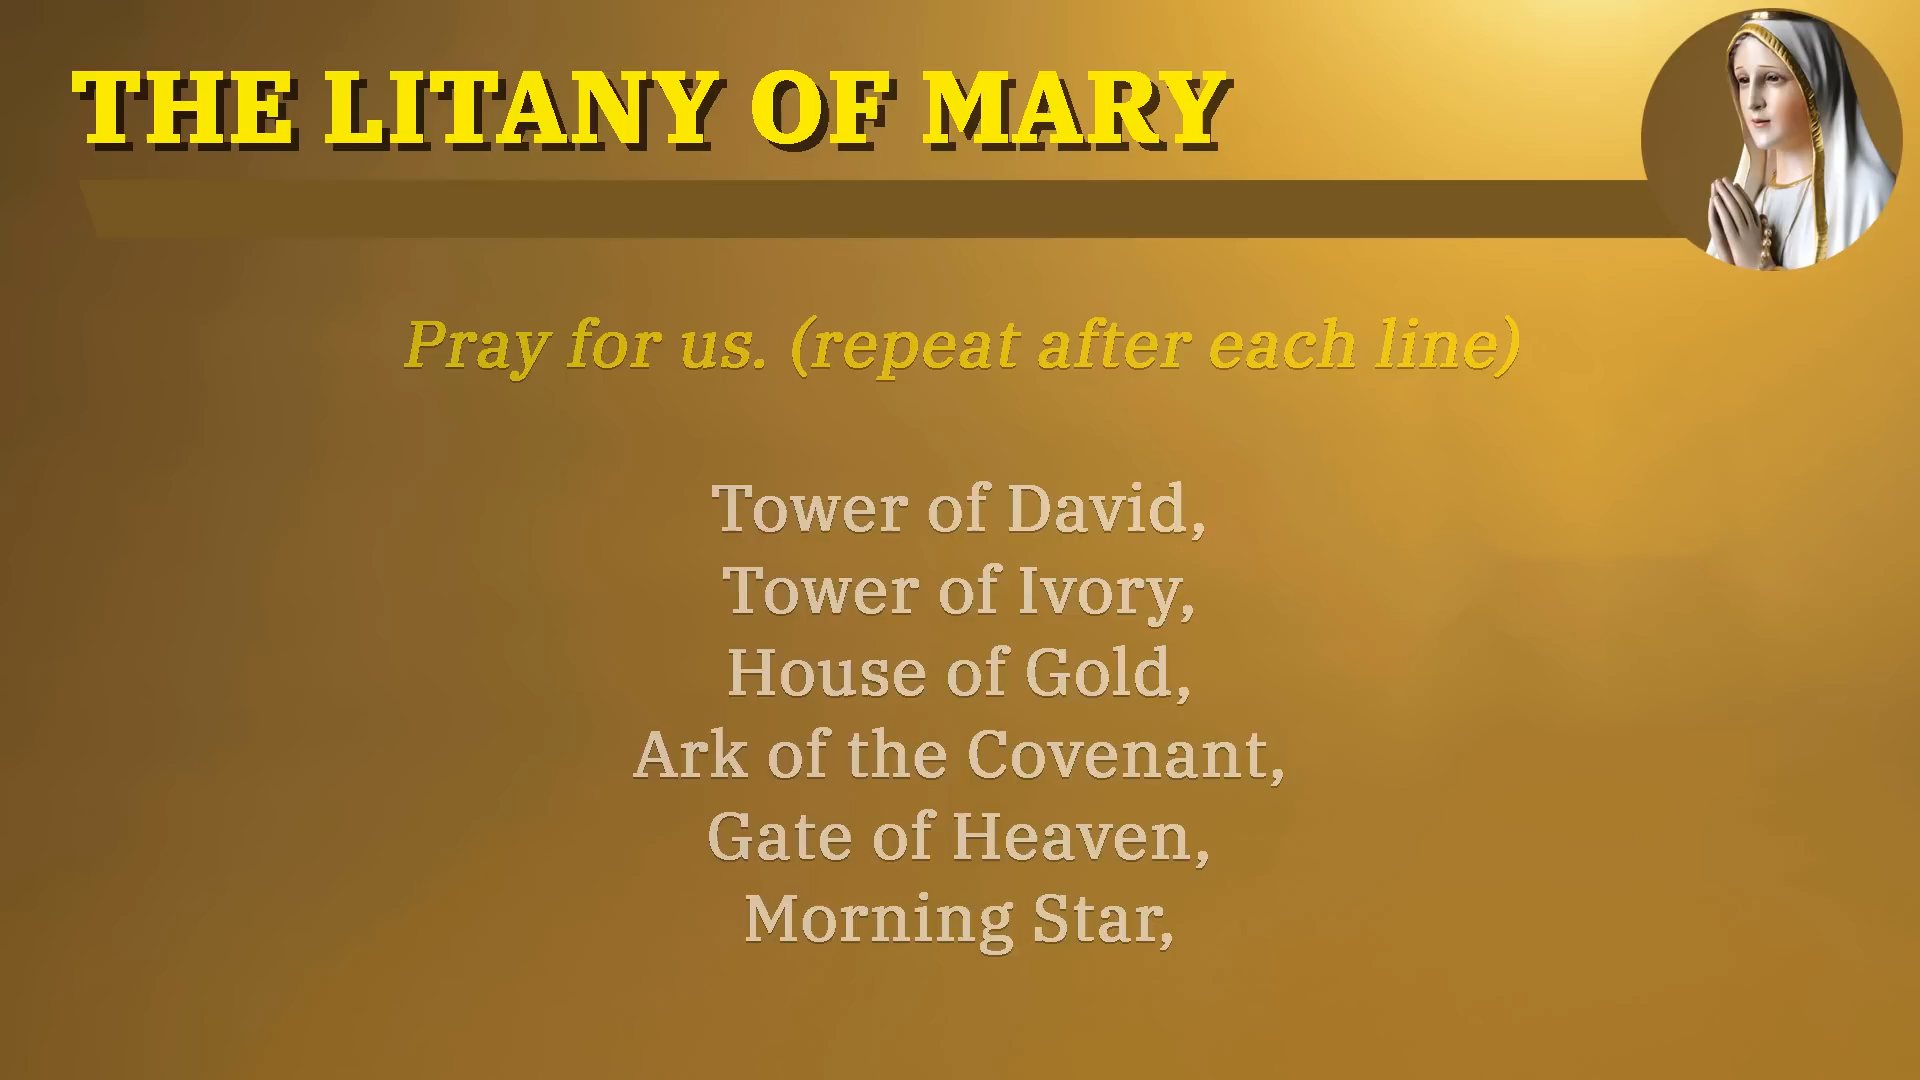 THE LITANY OF MARY
Pray for us. (repeat after each line)
Tower of David,
Tower of Ivory,
House of Gold,
Ark of the Covenant,
Gate of Heaven,
Morning Star,